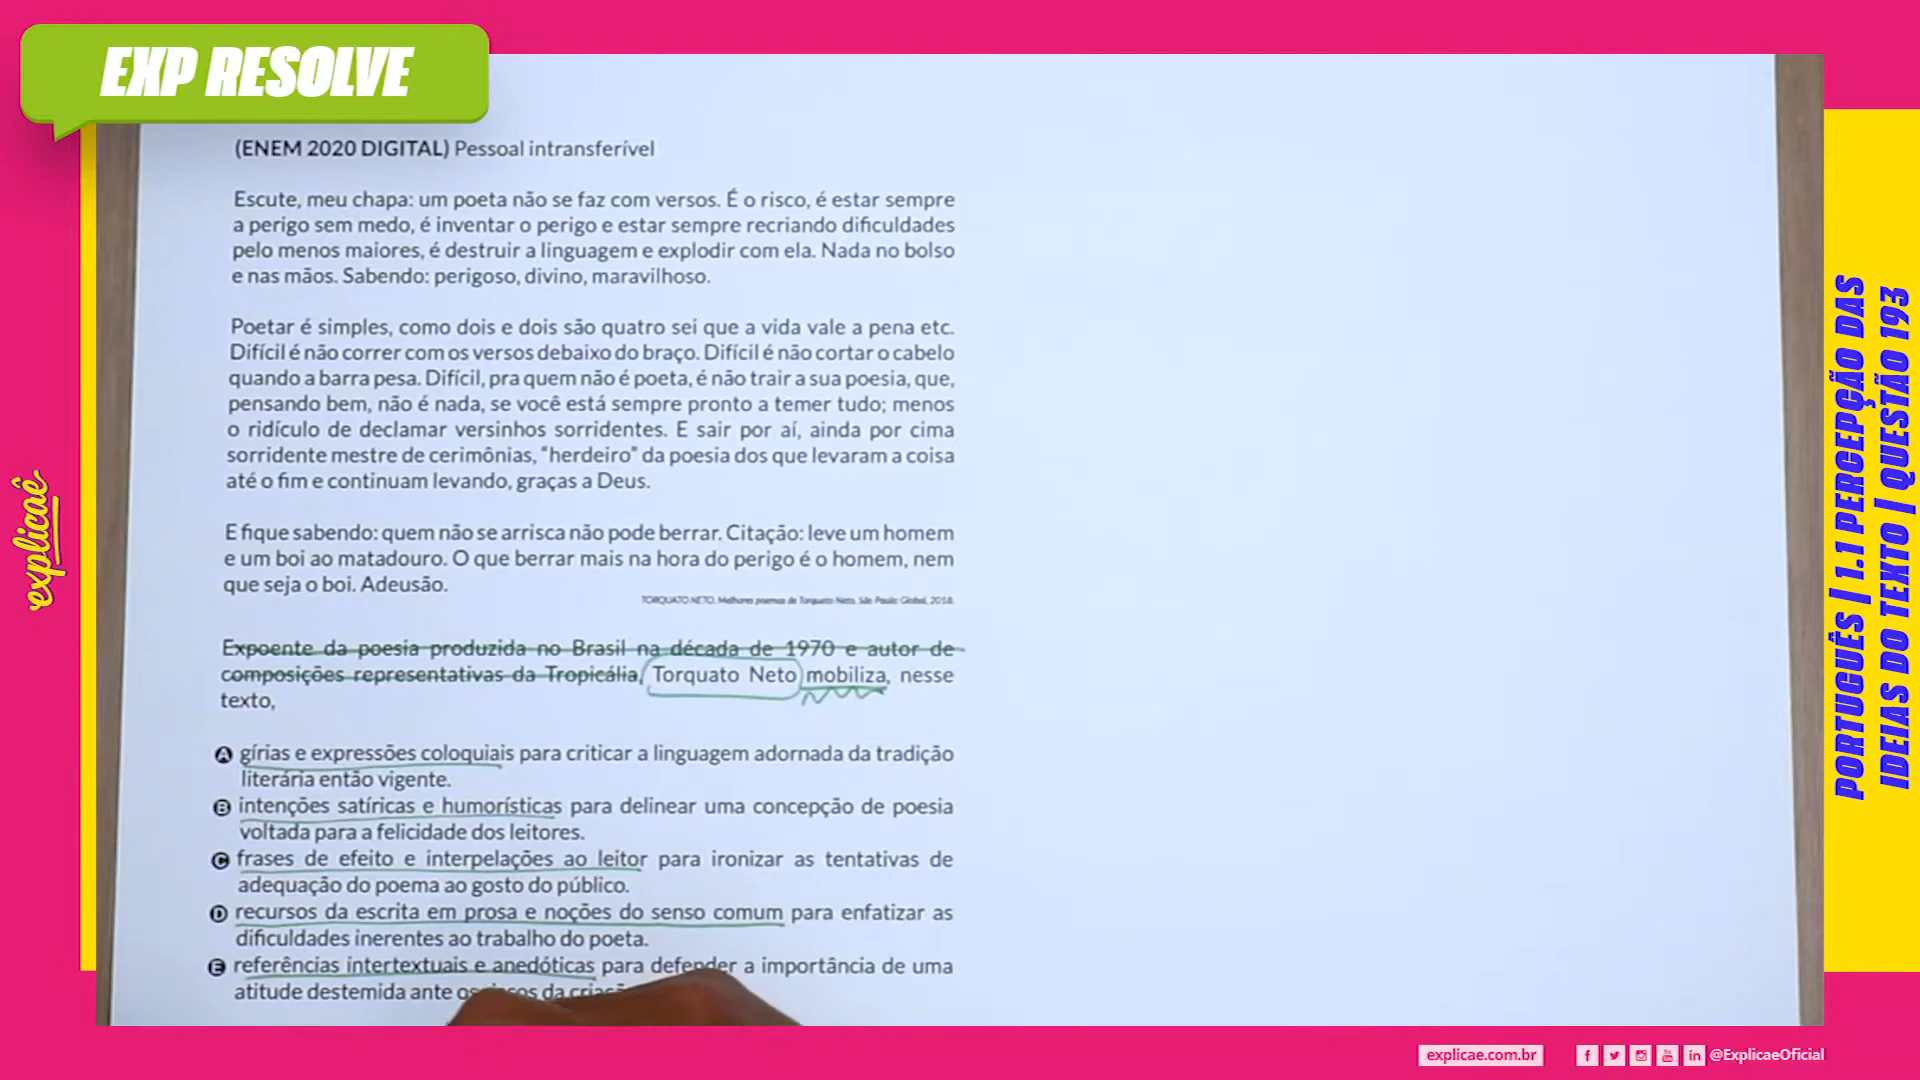 EXP RESOLVE
(ENEM 2020 DIGITAL) Pessoal intransferível
Escute, meu chapa: um poeta não se faz com versos. É o risco, é estar sempre
a perigo sem medo, é inventar o perigo e estar sempre recriando dificuldades
pelo menos maiores, é destruir a linguagem e explodir com ela. Nada no bolso
e nas mãos. Sabendo: perigoso, divino, maravilhoso.
Poetar é simples, como dois e dois são quatro sei que a vida vale a pena etc.
Difícil é não correr com os versos debaixo do braço. Difícil é não cortar o cabelo
quando a barra pesa. Difícil, pra quem não é poeta, é não trair a sua poesia, que,
pensando bem, não é nada, se você está sempre pronto a temer tudo; menos
o ridículo de declamar versinhos sorridentes. E sair por aí, ainda por cima
sorridente mestre de cerimônias, "herdeiro" da poesia dos que levaram a coisa
até o fim e continuam levando, graças a Deus.
E fique sabendo: quem não se arrisca não pode berrar. Citação: leve um homem
e um boi ao matadouro. O que berrar mais na hora do perigo é o homem, nem
que seja o boi. Adeusão.
TORQUATO NETO. Melhores poemas de Torquato Neto. São Paulo: Global, 2018.
Expoente da poesia produzida no Brasil na década de 1970 e autor de
composições representativas da Tropicália, Torquato Neto mobiliza, nesse
texto,
A gírias e expressões coloquiais para criticar a linguagem adornada da tradição
literária então vigente.
B intenções satíricas e humorísticas para delinear uma concepção de poesia
voltada para a felicidade dos leitores.
C frases de efeito e interpelações ao leitor para ironizar as tentativas de
adequação do poema ao gosto do público.
D recursos da escrita em prosa e noções do senso comum para enfatizar as
dificuldades inerentes ao trabalho do poeta.
E referências intertextuais e anedóticas para defender a importância de uma
atitude destemida ante os da
explicaê
PORTUGUÊS | 1.1 PERCEPÇÃO DAS
IDEIAS DO TEXTO | QUESTÃO 193
explicae.com.br
@ExplicaeOficial